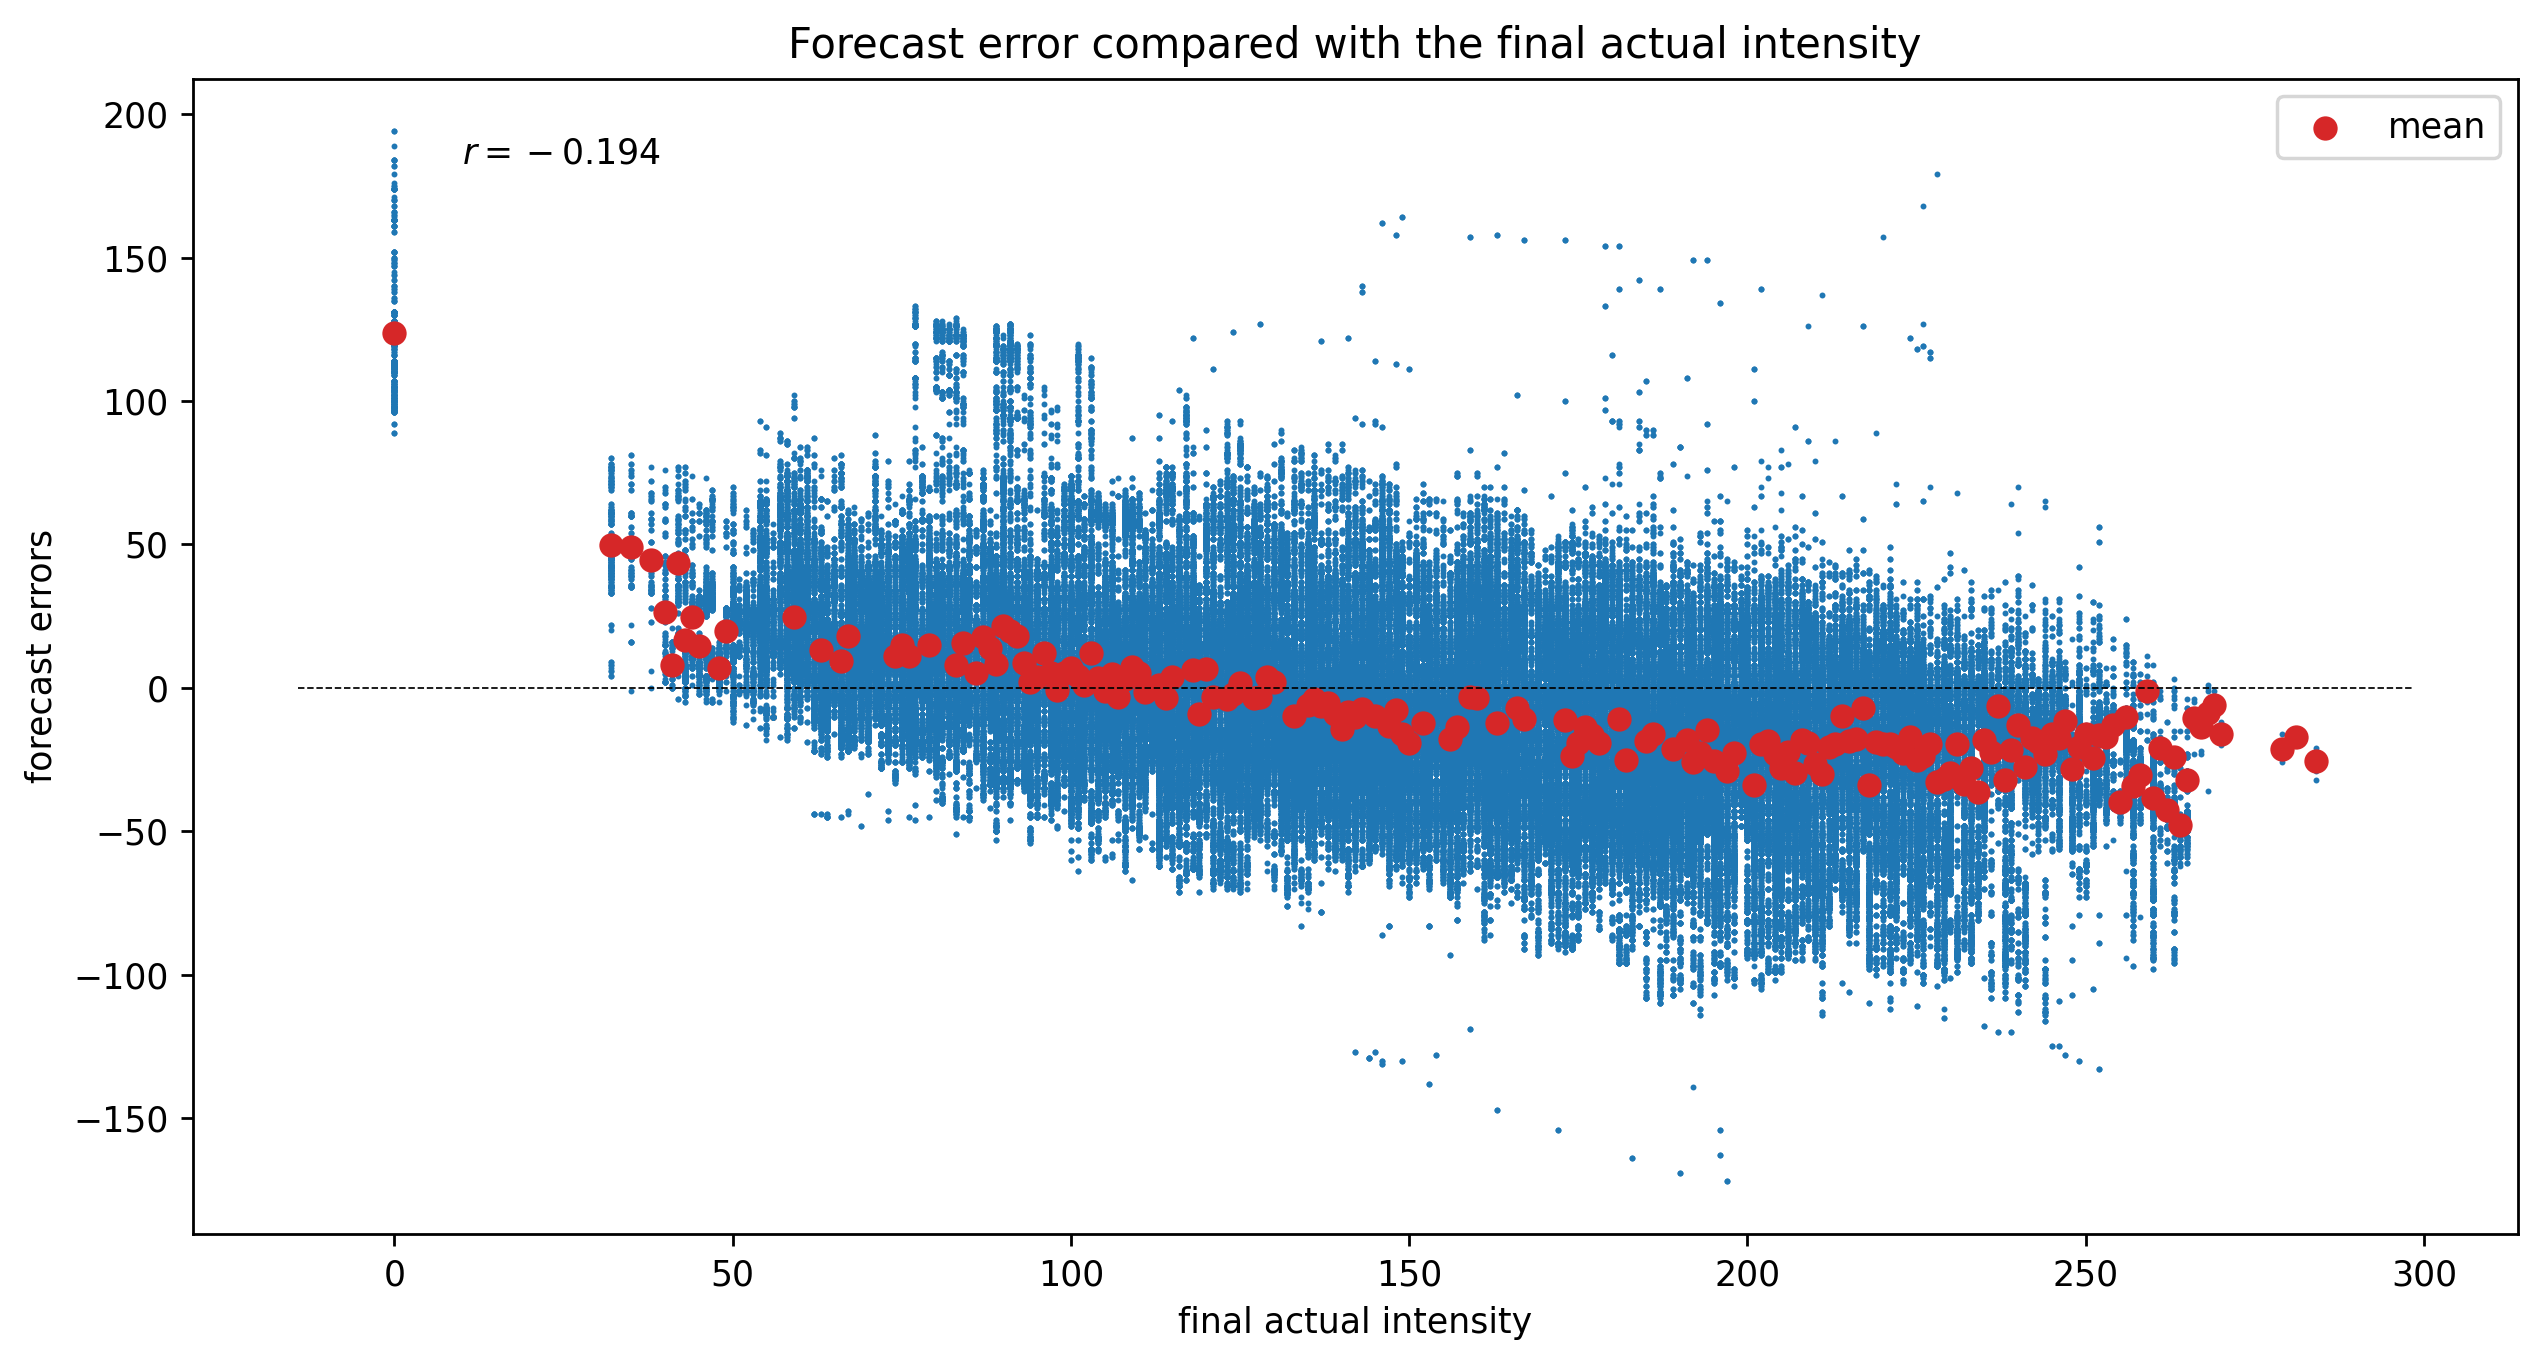 Forecast error compared with the final actual intensity
mean
r = −0.194
forecast errors
200
150
100
50
0
−50
−100
−150
0 50 100 150 200 250 300
final actual intensity